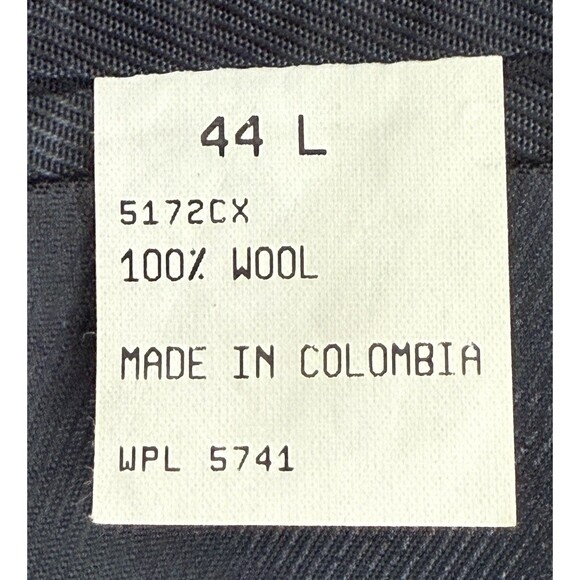 44 L
5172CX
100% WOOL
MADE IN COLOMBIA
WPL 5741